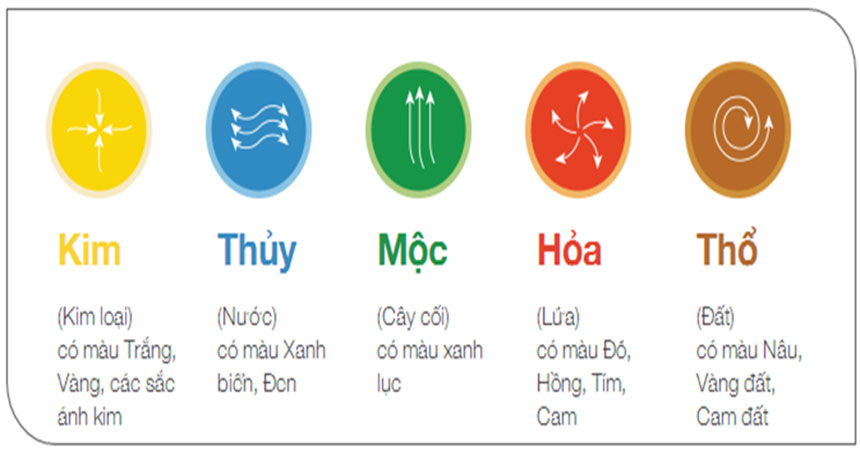 Kim
(Kim loại)
có màu Trắng,
Vàng, các sắc
ánh kim
Thủy
(Nước)
có màu Xanh
biển, Đen
Mộc
(Cây cối)
có màu xanh
lục
Hỏa
(Lửa)
có màu Đỏ,
Hồng, Tím,
Cam
Thổ
(Đất)
có màu Nâu,
Vàng đất,
Cam đất